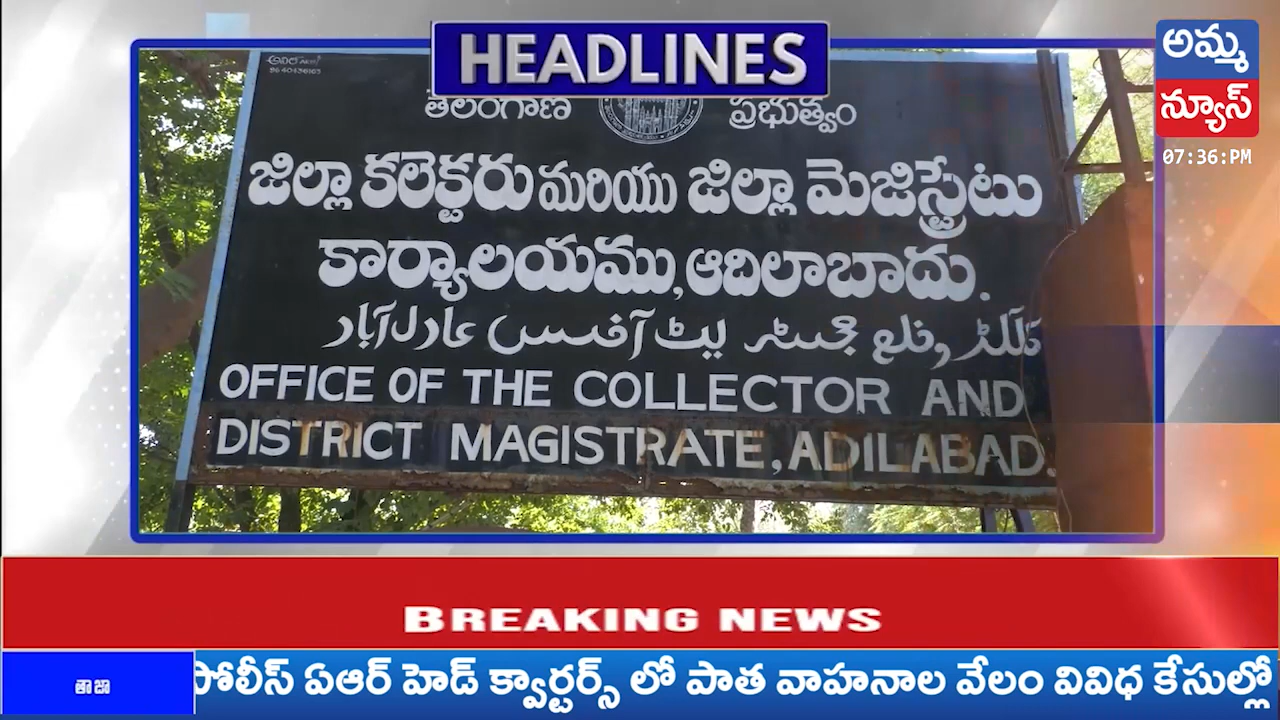 HEADLINES
అమ్మ
న్యూస్
07:36:PM
తెలంగాణ ప్రభుత్వం
జిల్లా కలెక్టరు మరియు జిల్లా మెజిస్ట్రేటు
కార్యాలయము, ఆదిలాబాదు.
OFFICE OF THE COLLECTOR AND
DISTRICT MAGISTRATE, ADILABAD.
BREAKING NEWS
తాజా
పోలీస్ ఏఆర్ హెడ్ క్వార్టర్స్ లో పాత వాహనాల వేలం వివిధ కేసుల్లో